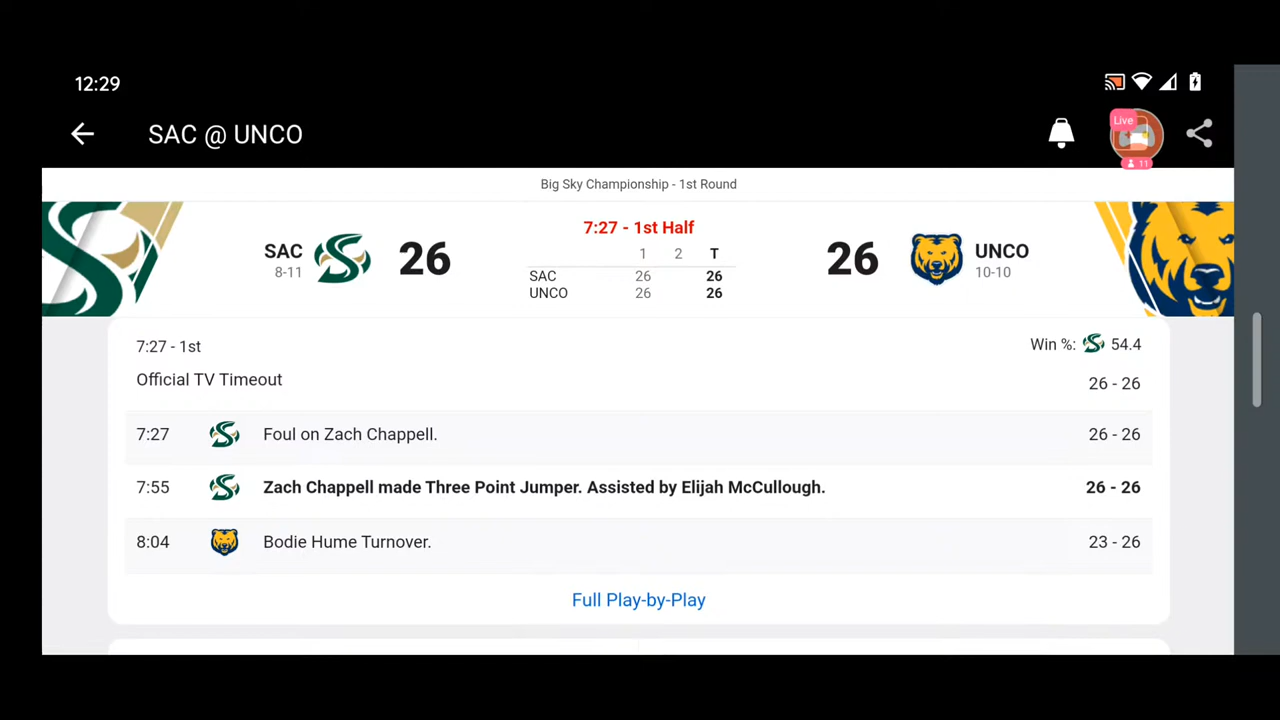 12:29
SAC @ UNCO
Live
11
Big Sky Championship - 1st Round
SAC
8-11
26
7:27 - 1st Half
1 2 T
SAC 26 26
UNCO 26 26
26
UNCO
10-10
7:27 - 1st
Win %: 54.4
Official TV Timeout
26 - 26
7:27 Foul on Zach Chappell. 26 - 26
7:55 Zach Chappell made Three Point Jumper. Assisted by Elijah McCullough. 26 - 26
8:04 Bodie Hume Turnover. 23 - 26
Full Play-by-Play